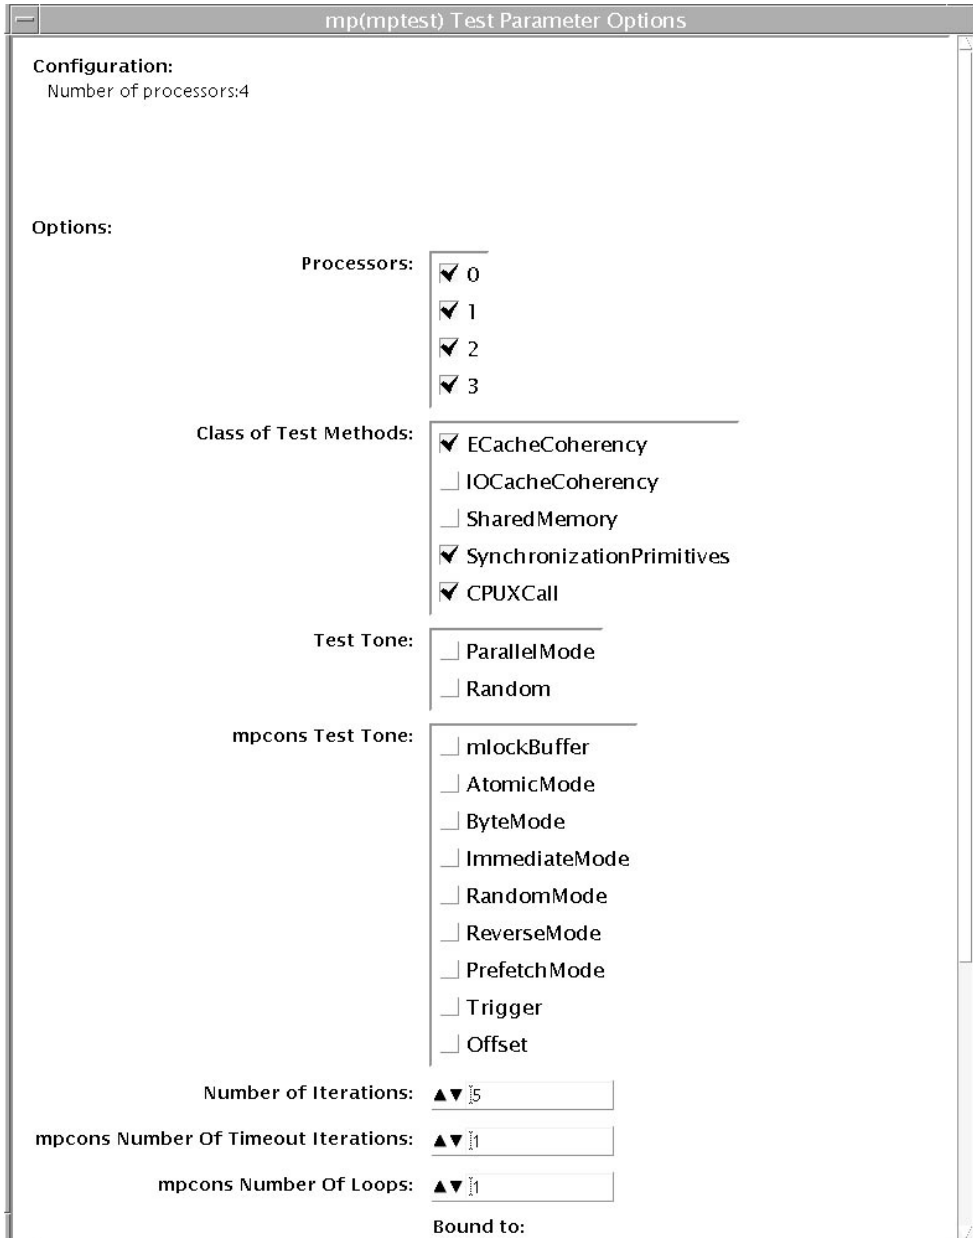 mp(mptest) Test Parameter Options
Configuration:
Number of processors:4
Options:
Processors:
0
1
2
3
Class of Test Methods:
ECacheCoherency
IOCacheCoherency
SharedMemory
SynchronizationPrimitives
CPUXCall
Test Tone:
ParallelMode
Random
mpcons Test Tone:
mlockBuffer
AtomicMode
ByteMode
ImmediateMode
RandomMode
ReverseMode
PrefetchMode
Trigger
Offset
Number of Iterations: 5
mpcons Number Of Timeout Iterations: 1
mpcons Number Of Loops: 1
Bound to: